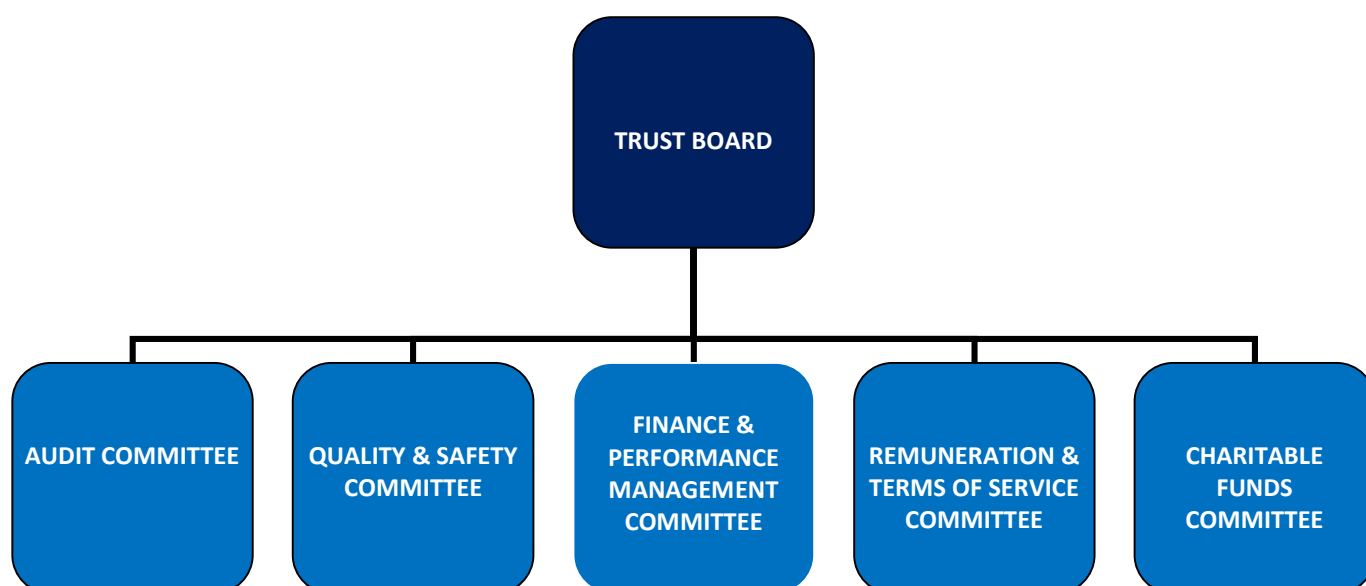 TRUST BOARD
AUDIT COMMITTEE
QUALITY & SAFETY
COMMITTEE
FINANCE &
PERFORMANCE
MANAGEMENT
COMMITTEE
REMUNERATION &
TERMS OF SERVICE
COMMITTEE
CHARITABLE
FUNDS
COMMITTEE